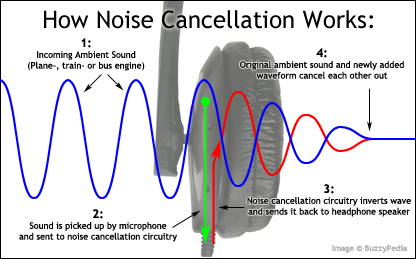 How Noise Cancellation Works:
1:
Incoming Ambient Sound
(Plane-, train- or bus engine)
4:
Original ambient sound and newly added
waveform cancel each other out
2:
Sound is picked up by microphone
and sent to noise cancellation circuitry
3:
Noise cancellation circuitry inverts wave
and sends it back to headphone speaker
Image © BuzzyPedia